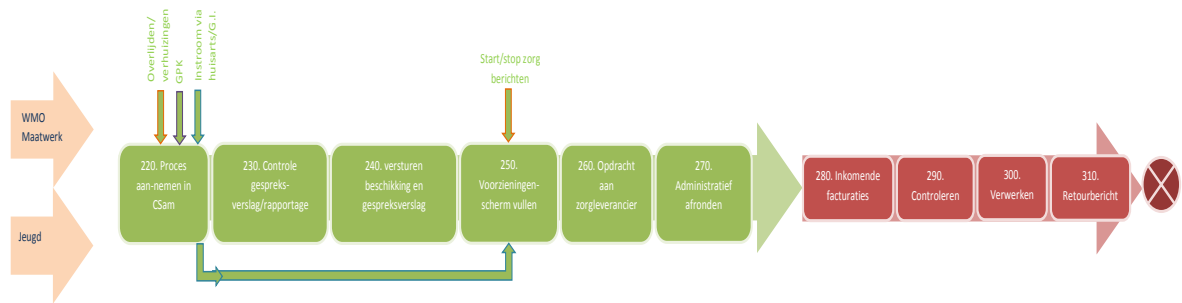 Overlijden/
verhuizingen
GPK
Instroom via
huisarts/G.I.
Start/stop zorg
berichten
WMO
Maatwerk
Jeugd
220. Proces
aan-nemen in
CSam
230. Controle
gespreks-
verslag/rapportage
240. versturen
beschikking en
gespreksverslag
250.
Voorzieningen-
scherm vullen
260. Opdracht
aan
zorgleverancier
270.
Administratief
afronden
280. Inkomende
facturaties
290.
Controleren
300.
Verwerken
310.
Retourbericht